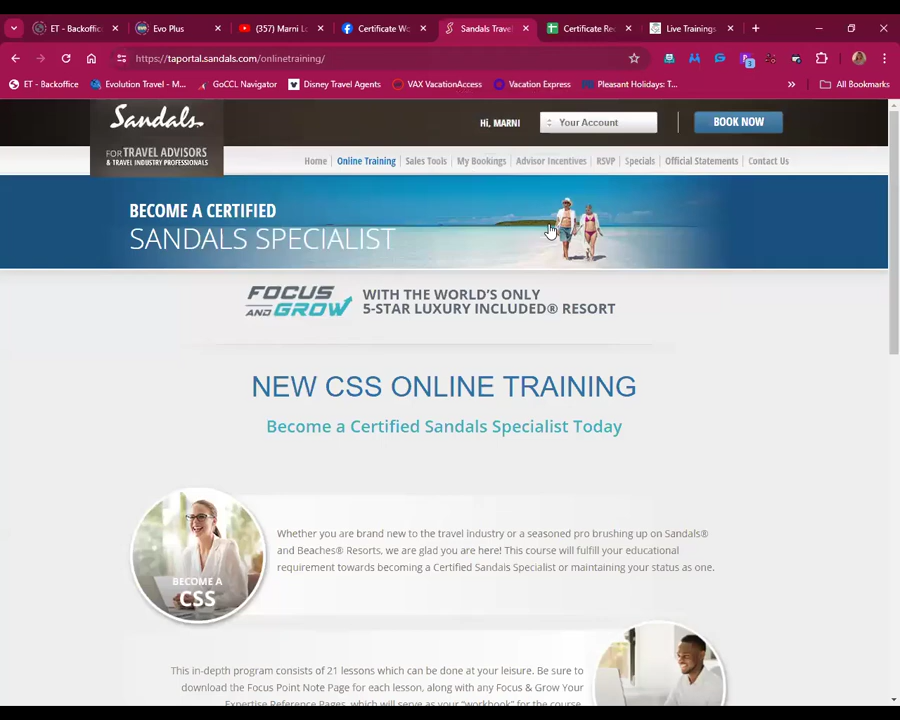 ET - Backoffic
Evo Plus
(357) Marni Lo
Certificate Wo
Sandals Travel
Certificate Rec
Live Trainings
https://taportal.sandals.com/onlinetraining/
3
ET - Backoffice
Evolution Travel - M...
GoCCL Navigator
Disney Travel Agents
VAX VacationAccess
Vacation Express
Pleasant Holidays: T...
All Bookmarks
Sandals
FOR TRAVEL ADVISORS
& TRAVEL INDUSTRY PROFESSIONALS
Hi, MARNI
Your Account
BOOK NOW
Home Online Training Sales Tools My Bookings Advisor Incentives RSVP Specials Official Statements Contact Us
BECOME A CERTIFIED
SANDALS SPECIALIST
FOCUS
AND GROW
WITH THE WORLD'S ONLY
5-STAR LUXURY INCLUDED® RESORT
NEW CSS ONLINE TRAINING
Become a Certified Sandals Specialist Today
BECOME A
CSS
Whether you are brand new to the travel industry or a seasoned pro brushing up on Sandals®
and Beaches® Resorts, we are glad you are here! This course will fulfill your educational
requirement towards becoming a Certified Sandals Specialist or maintaining your status as one.
This in-depth program consists of 21 lessons which can be done at your leisure. Be sure to
download the Focus Point Note Page for each lesson, along with any Focus & Grow Your
Expertise Reference Pages, which will serve as your "workbook" for the course.